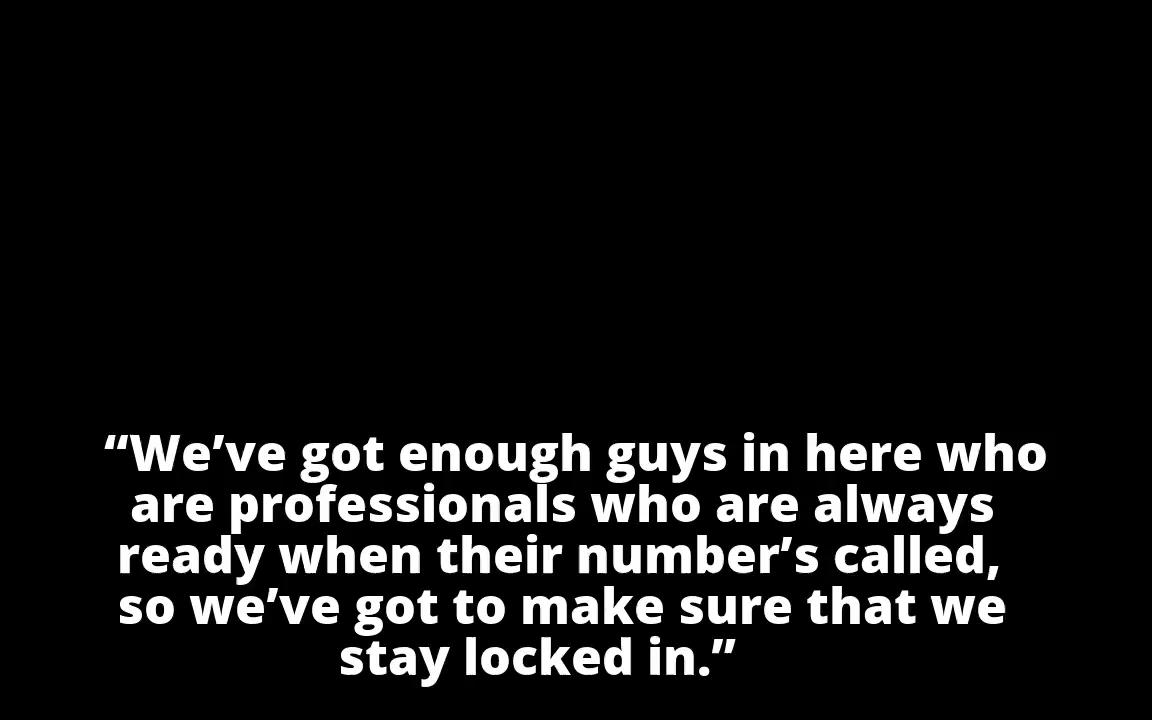 “We’ve got enough guys in here who
are professionals who are always
ready when their number’s called,
so we’ve got to make sure that we
stay locked in.”